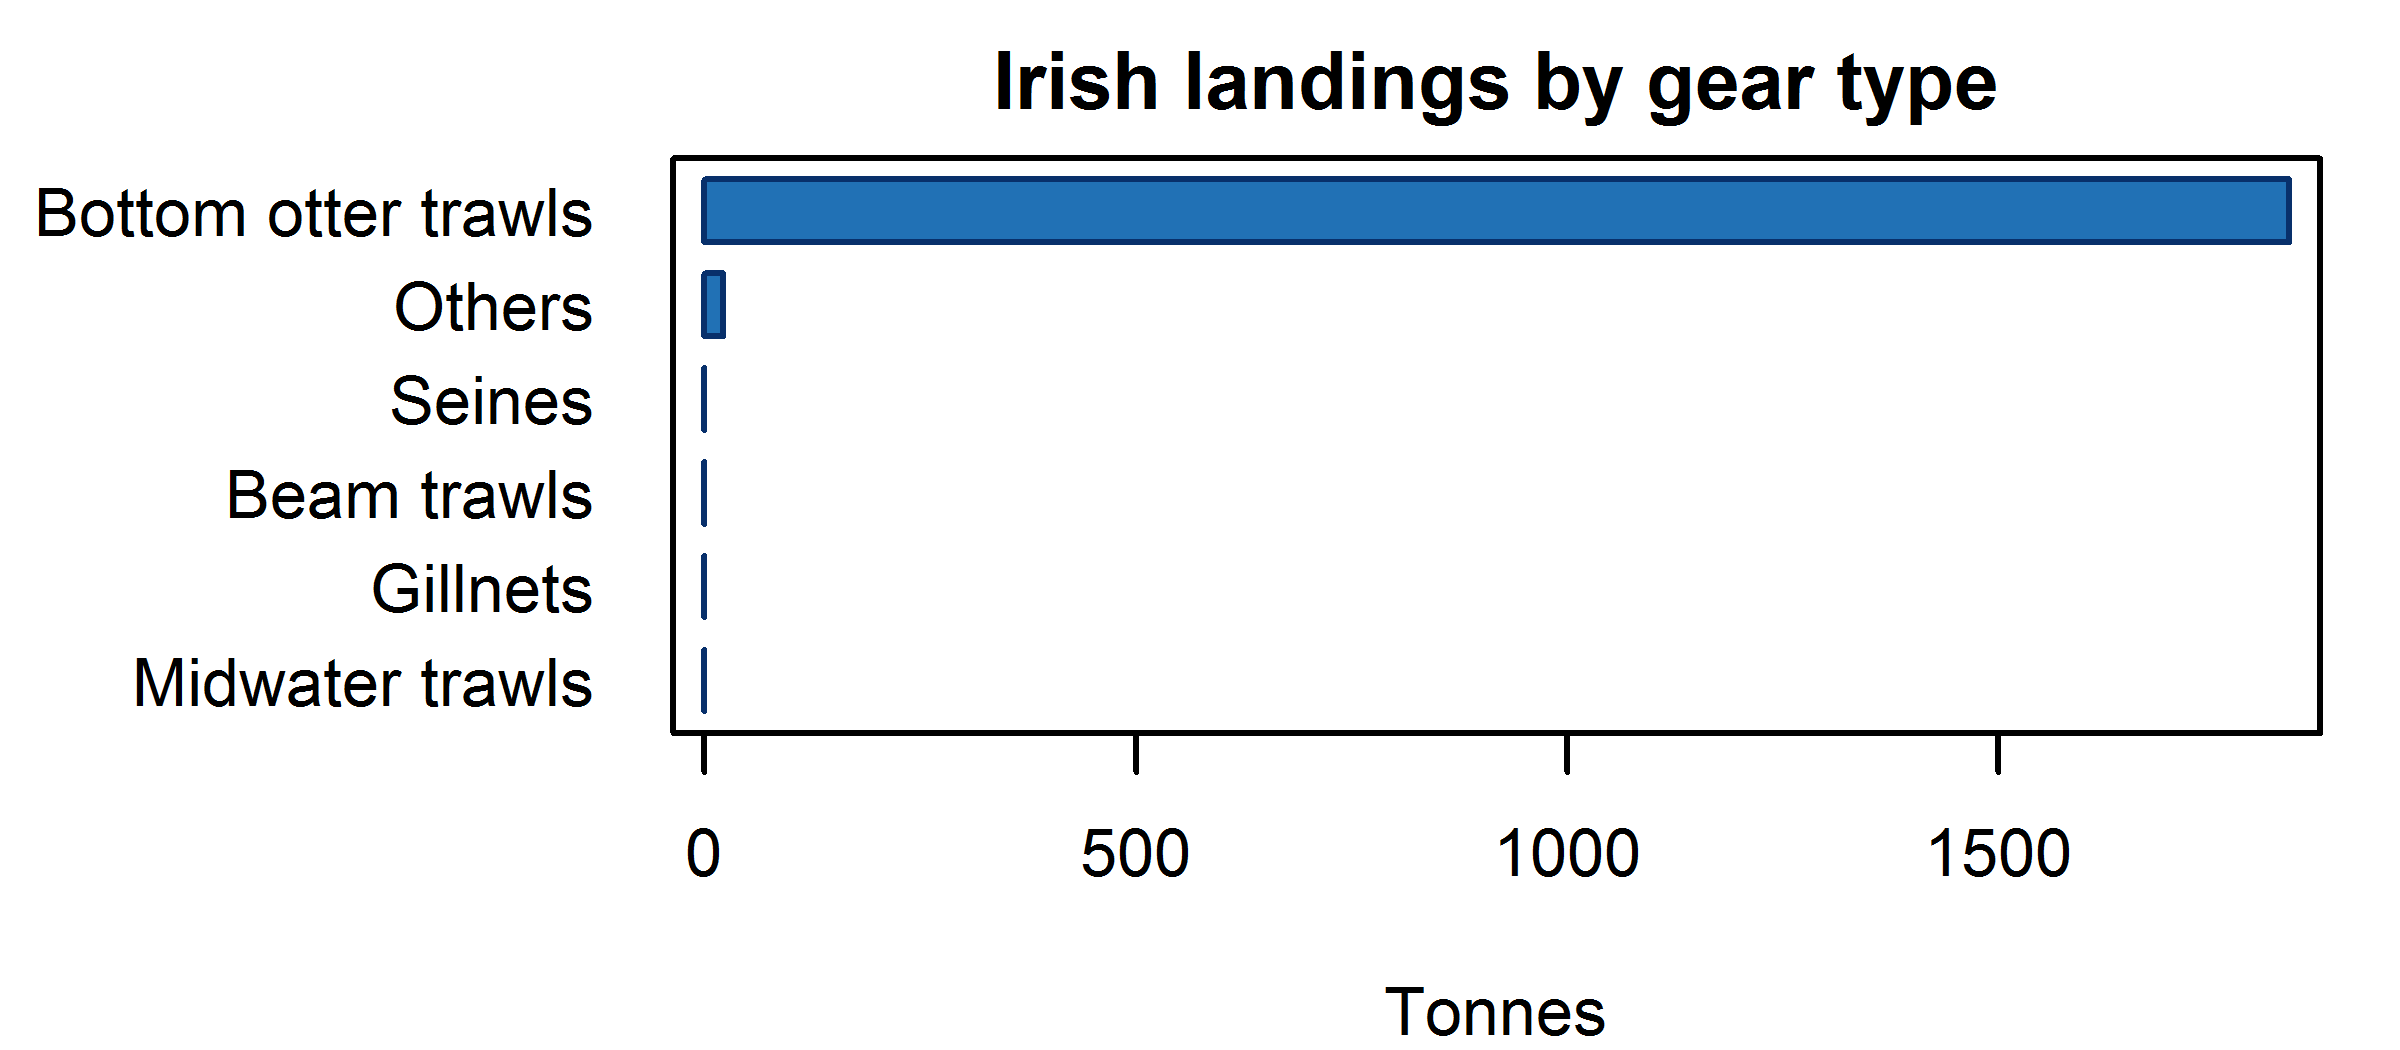 Irish landings by gear type
Bottom otter trawls
Others
Seines
Beam trawls
Gillnets
Midwater trawls
0 500 1000 1500
Tonnes